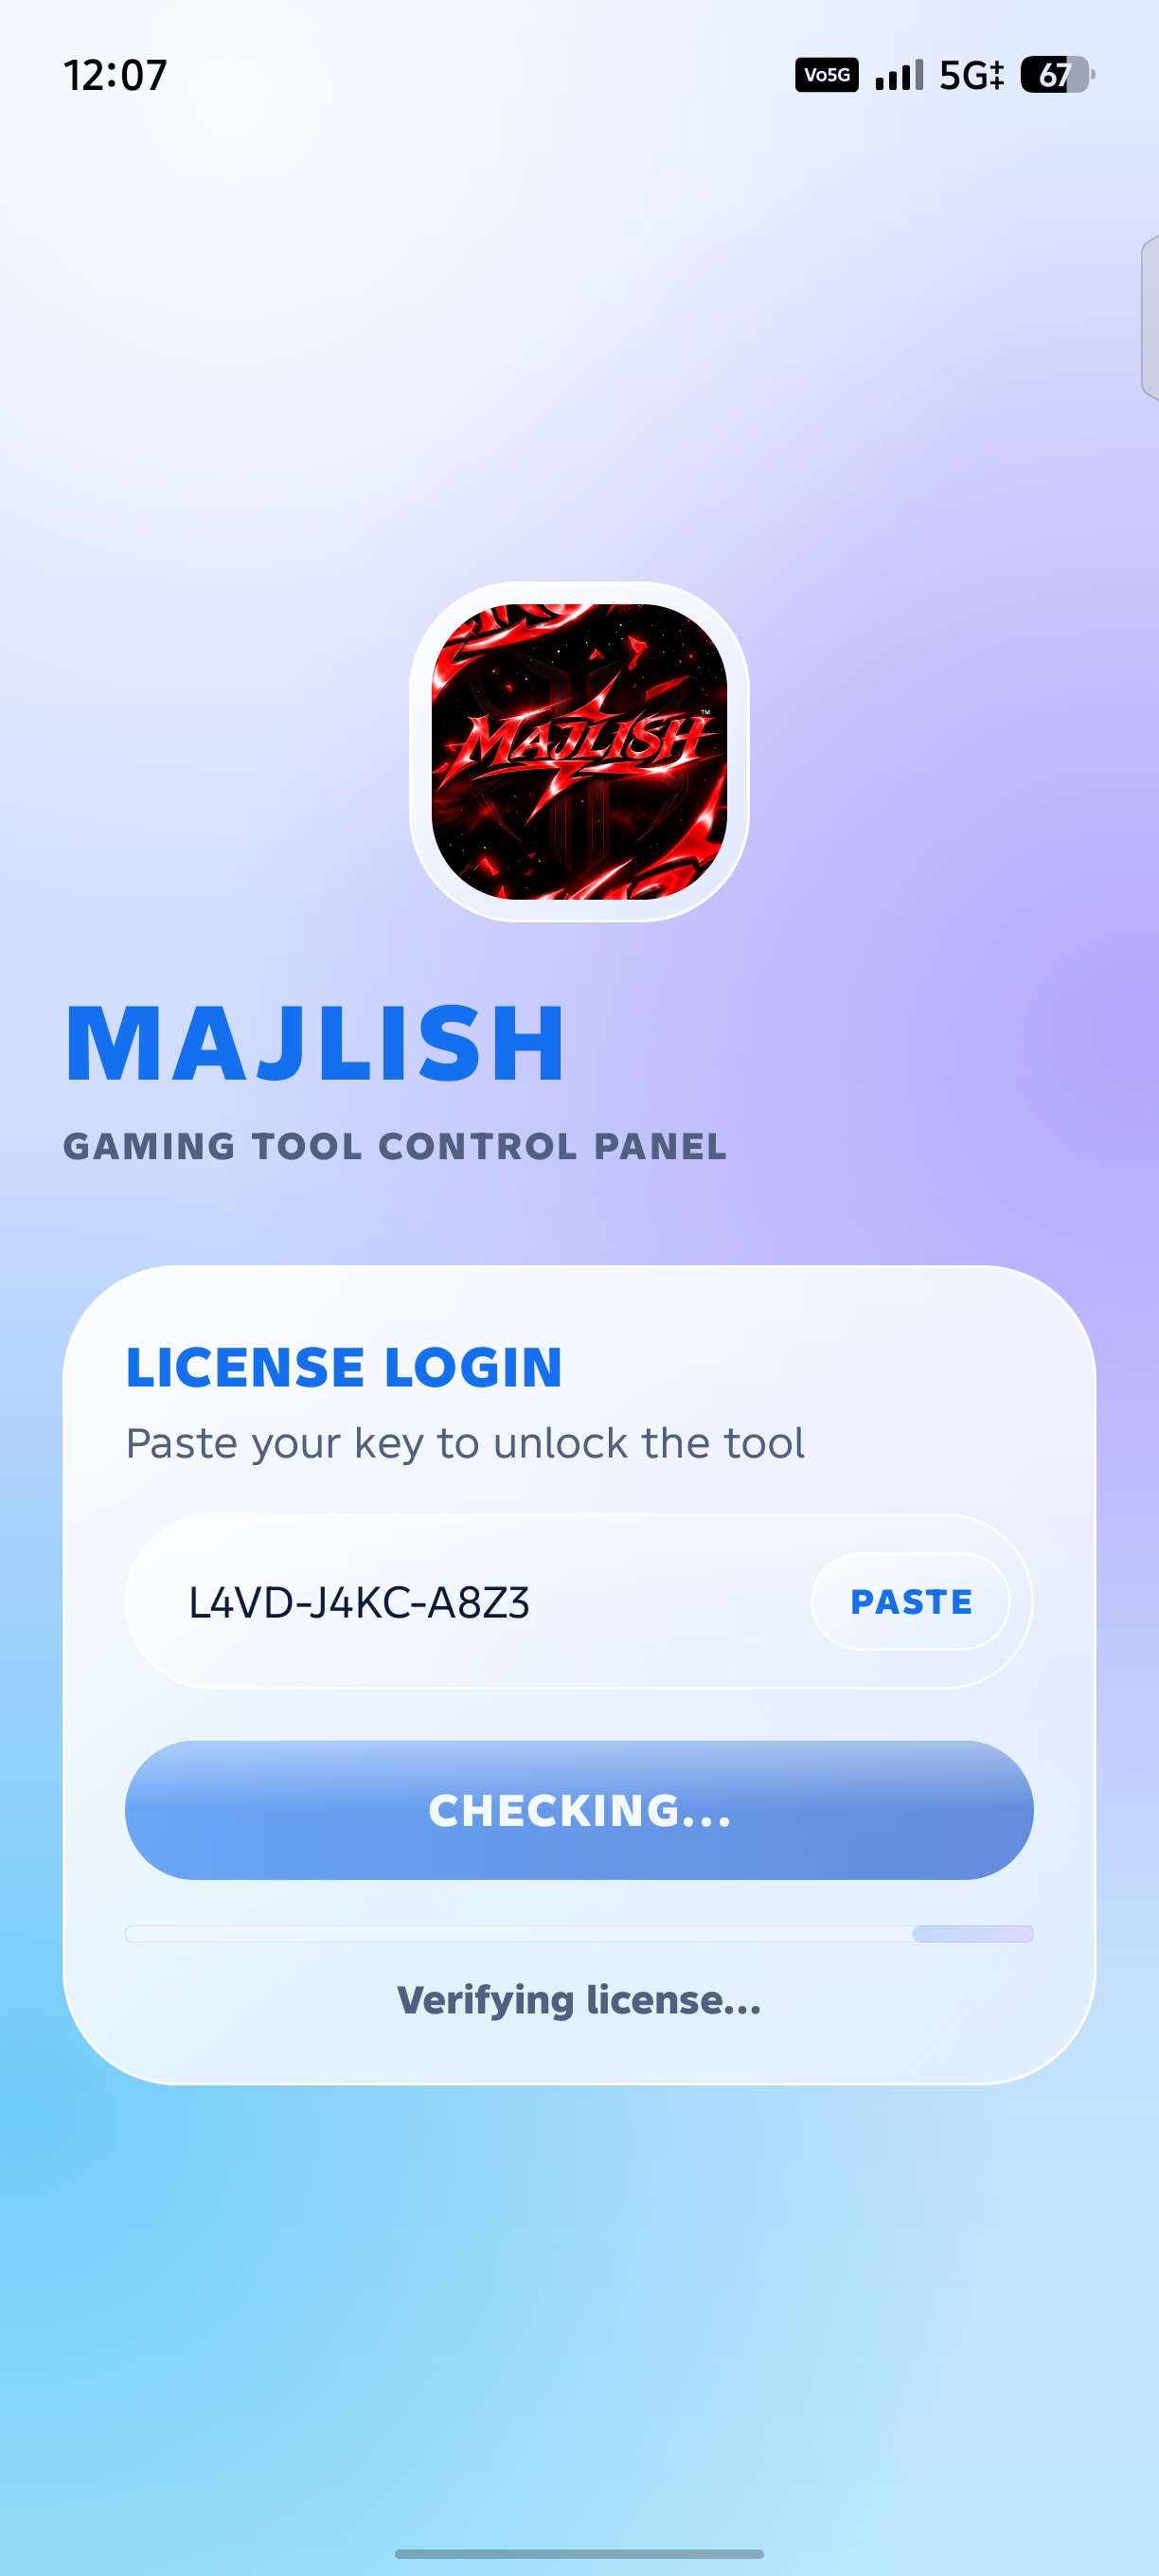 12:07
Vo5G 5G‡ 67
MAJLISH™
MAJLISH
GAMING TOOL CONTROL PANEL
LICENSE LOGIN
Paste your key to unlock the tool
L4VD-J4KC-A8Z3
PASTE
CHECKING...
Verifying license...